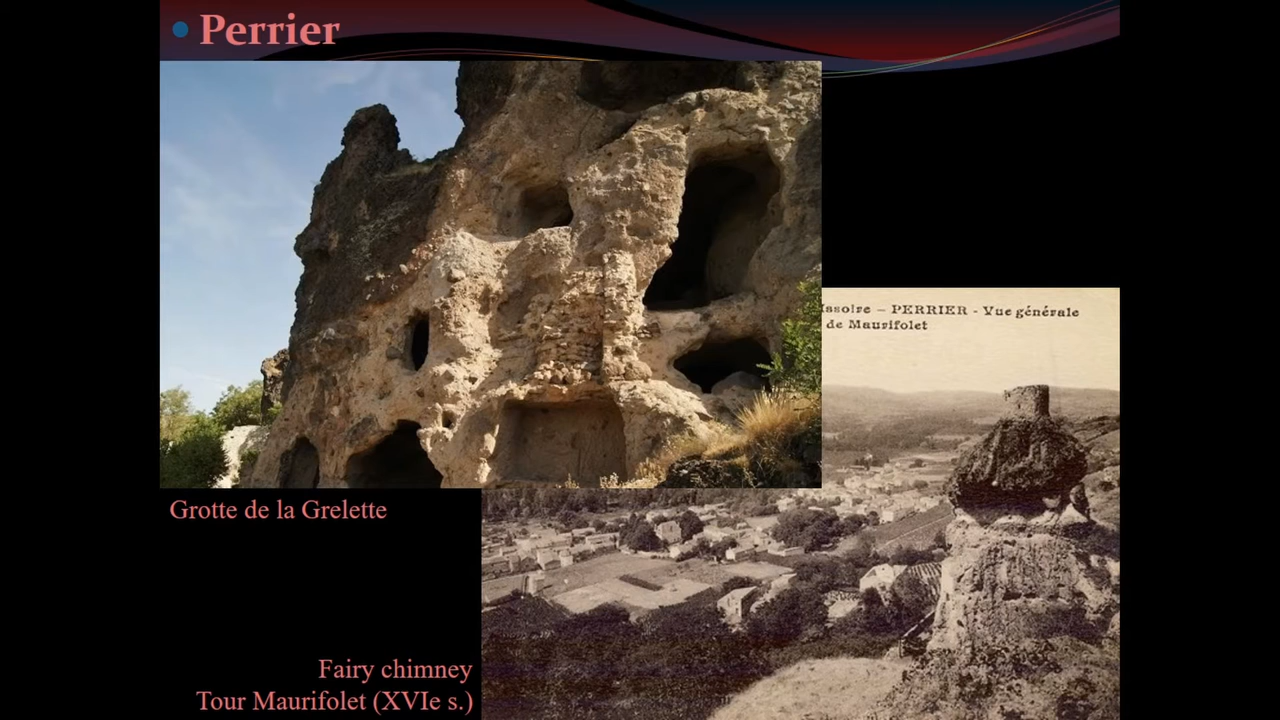 Perrier
ssoire – PERRIER - Vue générale
de Maurifolet
Grotte de la Grelette
Fairy chimney
Tour Maurifolet (XVIe s.)